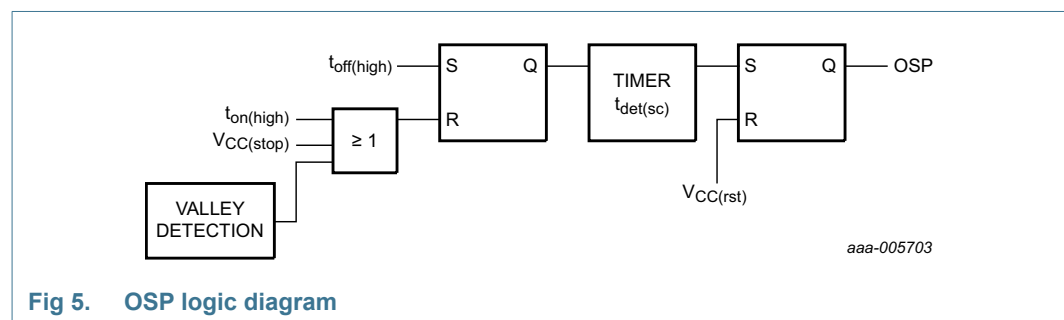 t_off(high)
S Q
TIMER
t_det(sc)
S Q
OSP
t_on(high)
V_CC(stop)
≥ 1
R
R
V_CC(rst)
VALLEY
DETECTION
aaa-005703
Fig 5. OSP logic diagram